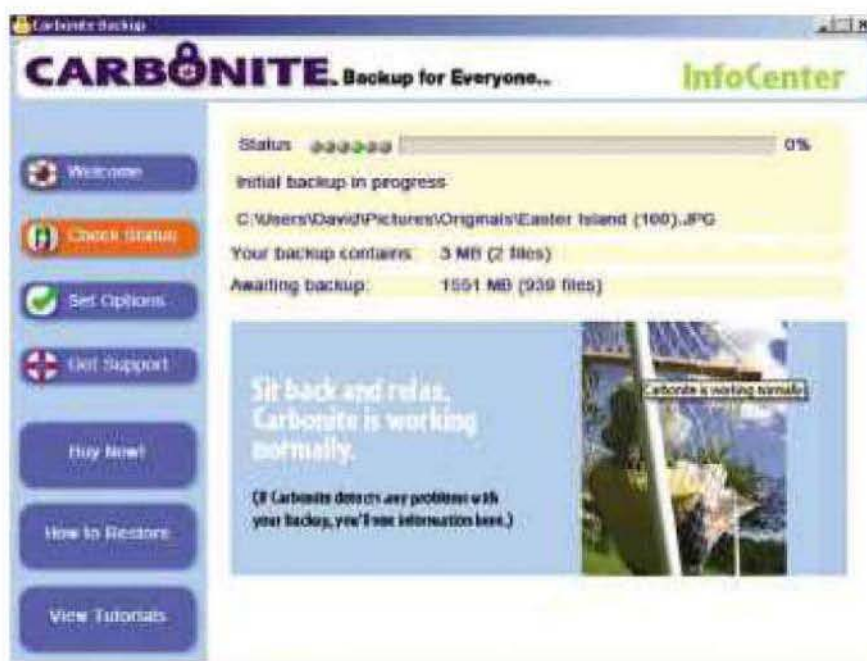 Carbonite Backup
CARBONITE. Backup for Everyone..
InfoCenter
Welcome
Check Status
Set Options
Get Support
Buy Now!
How to Restore
View Tutorials
Status 0%
Initial backup in progress
C:\Users\David\Pictures\Originals\Easter Island (100).JPG
Your backup contains: 3 MB (2 files)
Awaiting backup: 1551 MB (939 files)
Sit back and relax,
Carbonite is working
normally.
Carbonite is working normally
(If Carbonite detects any problems with
your backup, you'll see information here.)